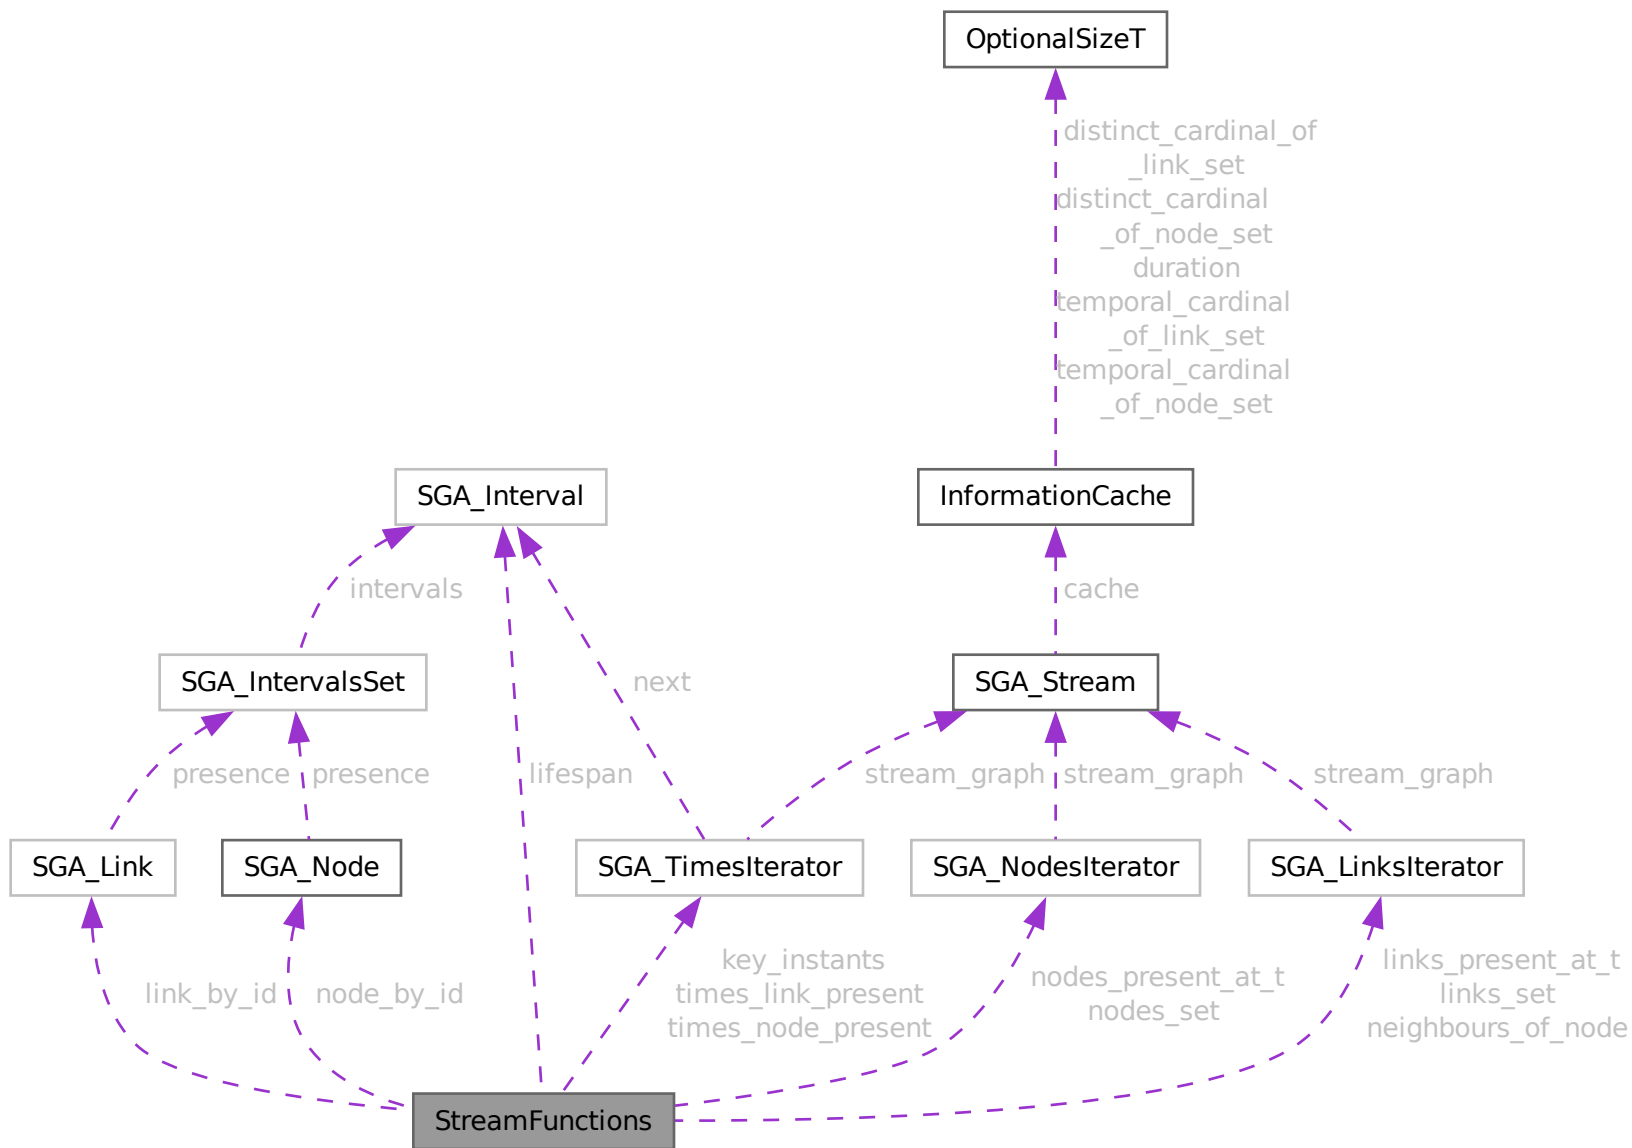 OptionalSizeT
distinct_cardinal_of
_link_set
distinct_cardinal
_of_node_set
duration
temporal_cardinal
_of_link_set
temporal_cardinal
_of_node_set
SGA_Interval
InformationCache
intervals
cache
SGA_IntervalsSet
next
SGA_Stream
presence
presence
lifespan
stream_graph
stream_graph
stream_graph
SGA_Link
SGA_Node
SGA_TimesIterator
SGA_NodesIterator
SGA_LinksIterator
link_by_id
node_by_id
key_instants
times_link_present
times_node_present
nodes_present_at_t
nodes_set
links_present_at_t
links_set
neighbours_of_node
StreamFunctions